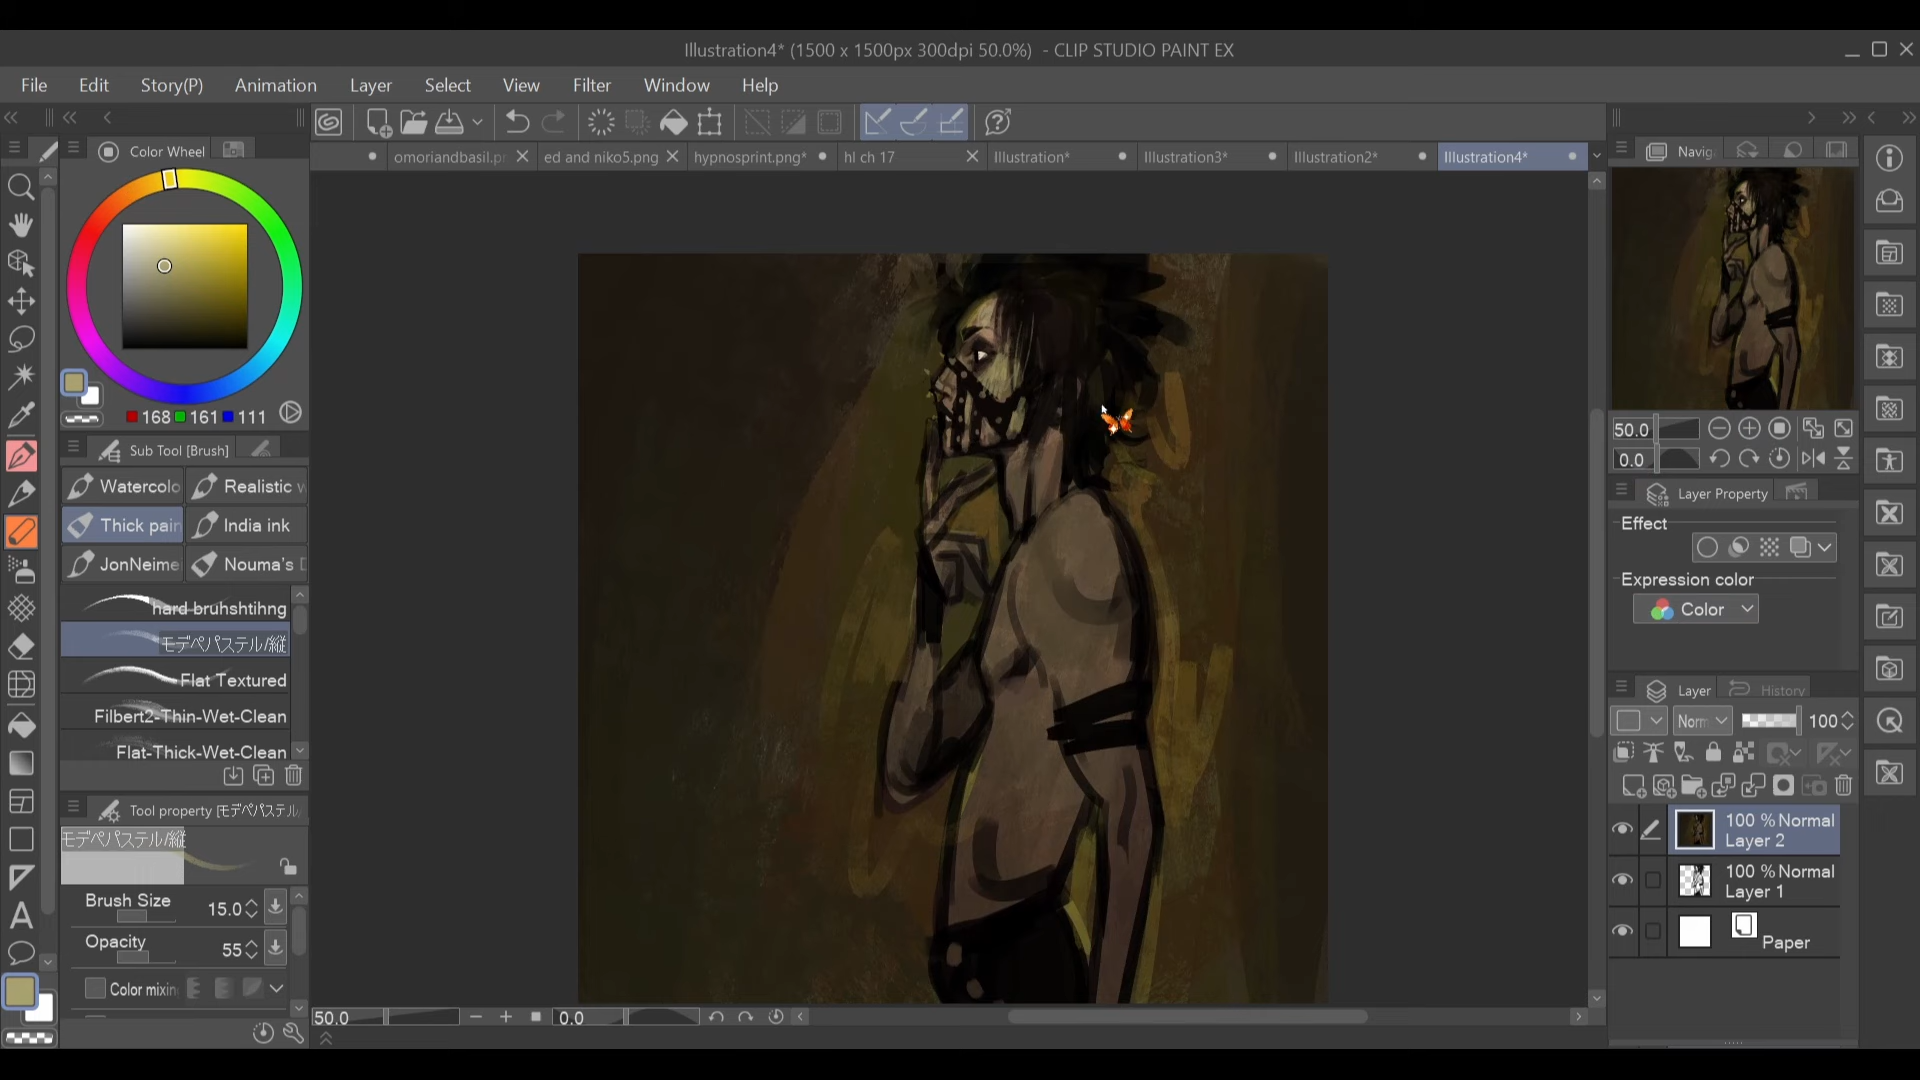 Illustration4* (1500 x 1500px 300dpi 50.0%)  - CLIP STUDIO PAINT EX
File Edit Story(P) Animation Layer Select View Filter Window Help
Color Wheel
omoriandbasil.p ed and niko5.png hypnosprint.png* hl ch 17 Illustration* Illustration3* Illustration2* Illustration4*
Navig
168 161 111
Sub Tool [Brush]
Watercolo Realistic w
Thick pain India ink
JonNeime Nouma's
hard bruhshtihng
モデペパステル/縦
Flat Textured
Filbert2-Thin-Wet-Clean
Flat-Thick-Wet-Clean
Tool property [モデペパステル/
モデペパステル/縦
Brush Size 15.0
Opacity 55
Color mixin
50.0 0.0
50.0
0.0
Layer Property
Effect
Expression color
Color
Layer History
Norm 100
100 % Normal
Layer 2
100 % Normal
Layer 1
Paper